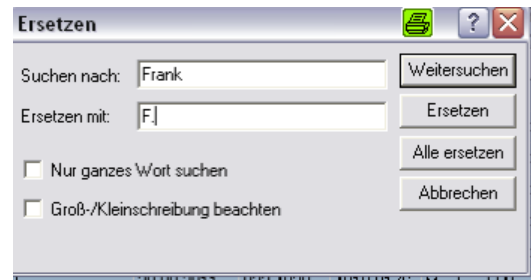 Ersetzen
Suchen nach: Frank
Weitersuchen
Ersetzen mit: F.
Ersetzen
Alle ersetzen
Nur ganzes Wort suchen
Abbrechen
Groß-/Kleinschreibung beachten